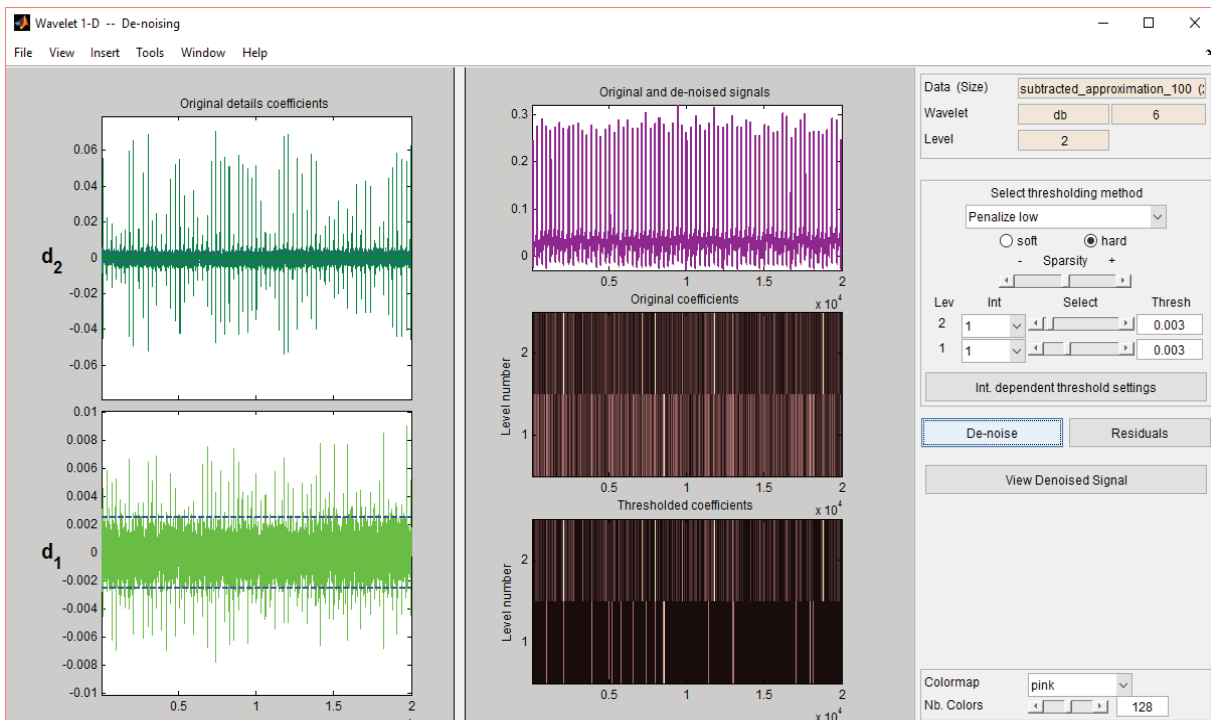 Wavelet 1-D -- De-noising
File View Insert Tools Window Help
Original details coefficients
0.06
0.04
0.02
0
-0.02
-0.04
-0.06
d2
0.01
0.008
0.006
0.004
0.002
0
-0.002
-0.004
-0.006
-0.008
-0.01
d1
0.5 1 1.5 2
Original and de-noised signals
0.3
0.2
0.1
0
0.5 1 1.5 2
x 10^4
Original coefficients
2
1
Level number
0.5 1 1.5 2
x 10^4
Thresholded coefficients
2
1
Level number
0.5 1 1.5 2
x 10^4
Data (Size) subtracted_approximation_100 (
Wavelet db 6
Level 2
Select thresholding method
Penalize low
soft hard
- Sparsity +
Lev Int Select Thresh
2 1 0.003
1 1 0.003
Int. dependent threshold settings
De-noise Residuals
View Denoised Signal
Colormap pink
Nb. Colors 128